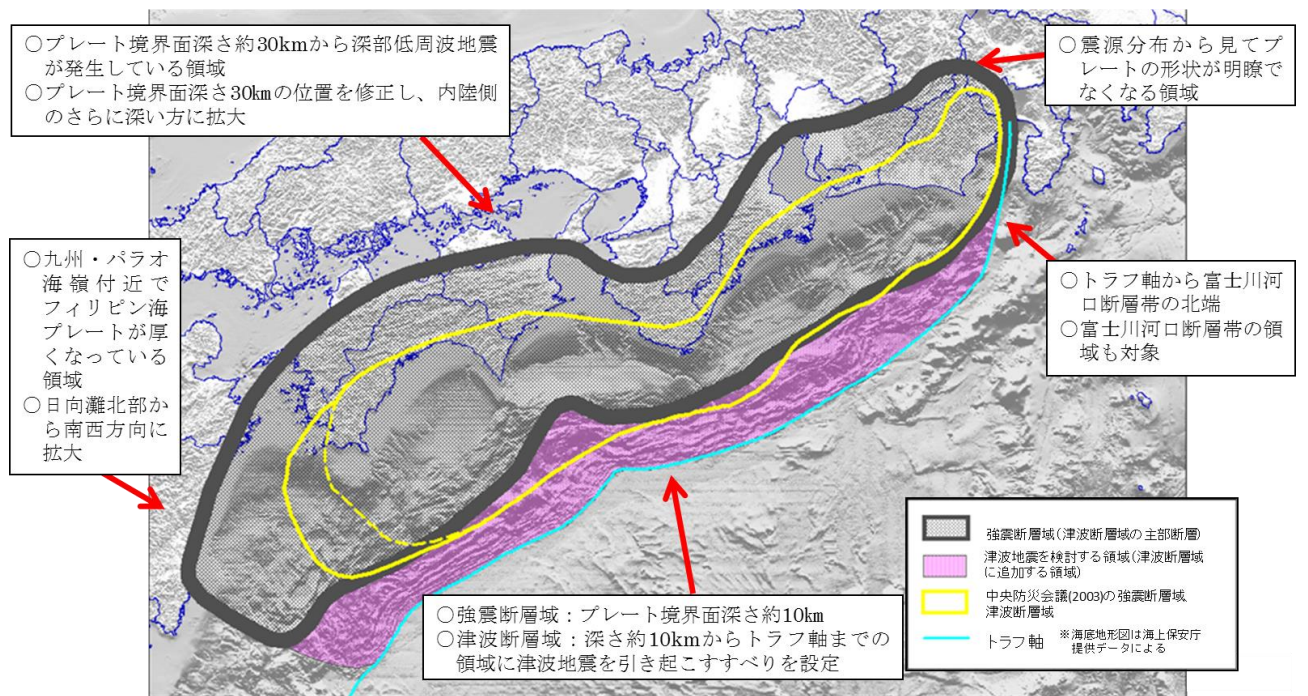 ○プレート境界面深さ約30kmから深部低周波地震
が発生している領域
○プレート境界面深さ30kmの位置を修正し、内陸側
のさらに深い方に拡大
○震源分布から見てプ
レートの形状が明瞭で
なくなる領域
○九州・パラオ
海嶺付近で
フィリピン海
プレートが厚
くなっている
領域
○日向灘北部か
ら南西方向に
拡大
○トラフ軸から富士川河
口断層帯の北端
○富士川河口断層帯の領
域も対象
○強震断層域：プレート境界面深さ約10km
○津波断層域：深さ約10kmからトラフ軸までの
領域に津波地震を引き起こすすべりを設定
強震断層域(津波断層域の主部断層)
津波地震を検討する領域(津波断層域
に追加する領域)
中央防災会議(2003)の強震断層域､
津波断層域
トラフ軸 ※海底地形図は海上保安庁
提供データによる